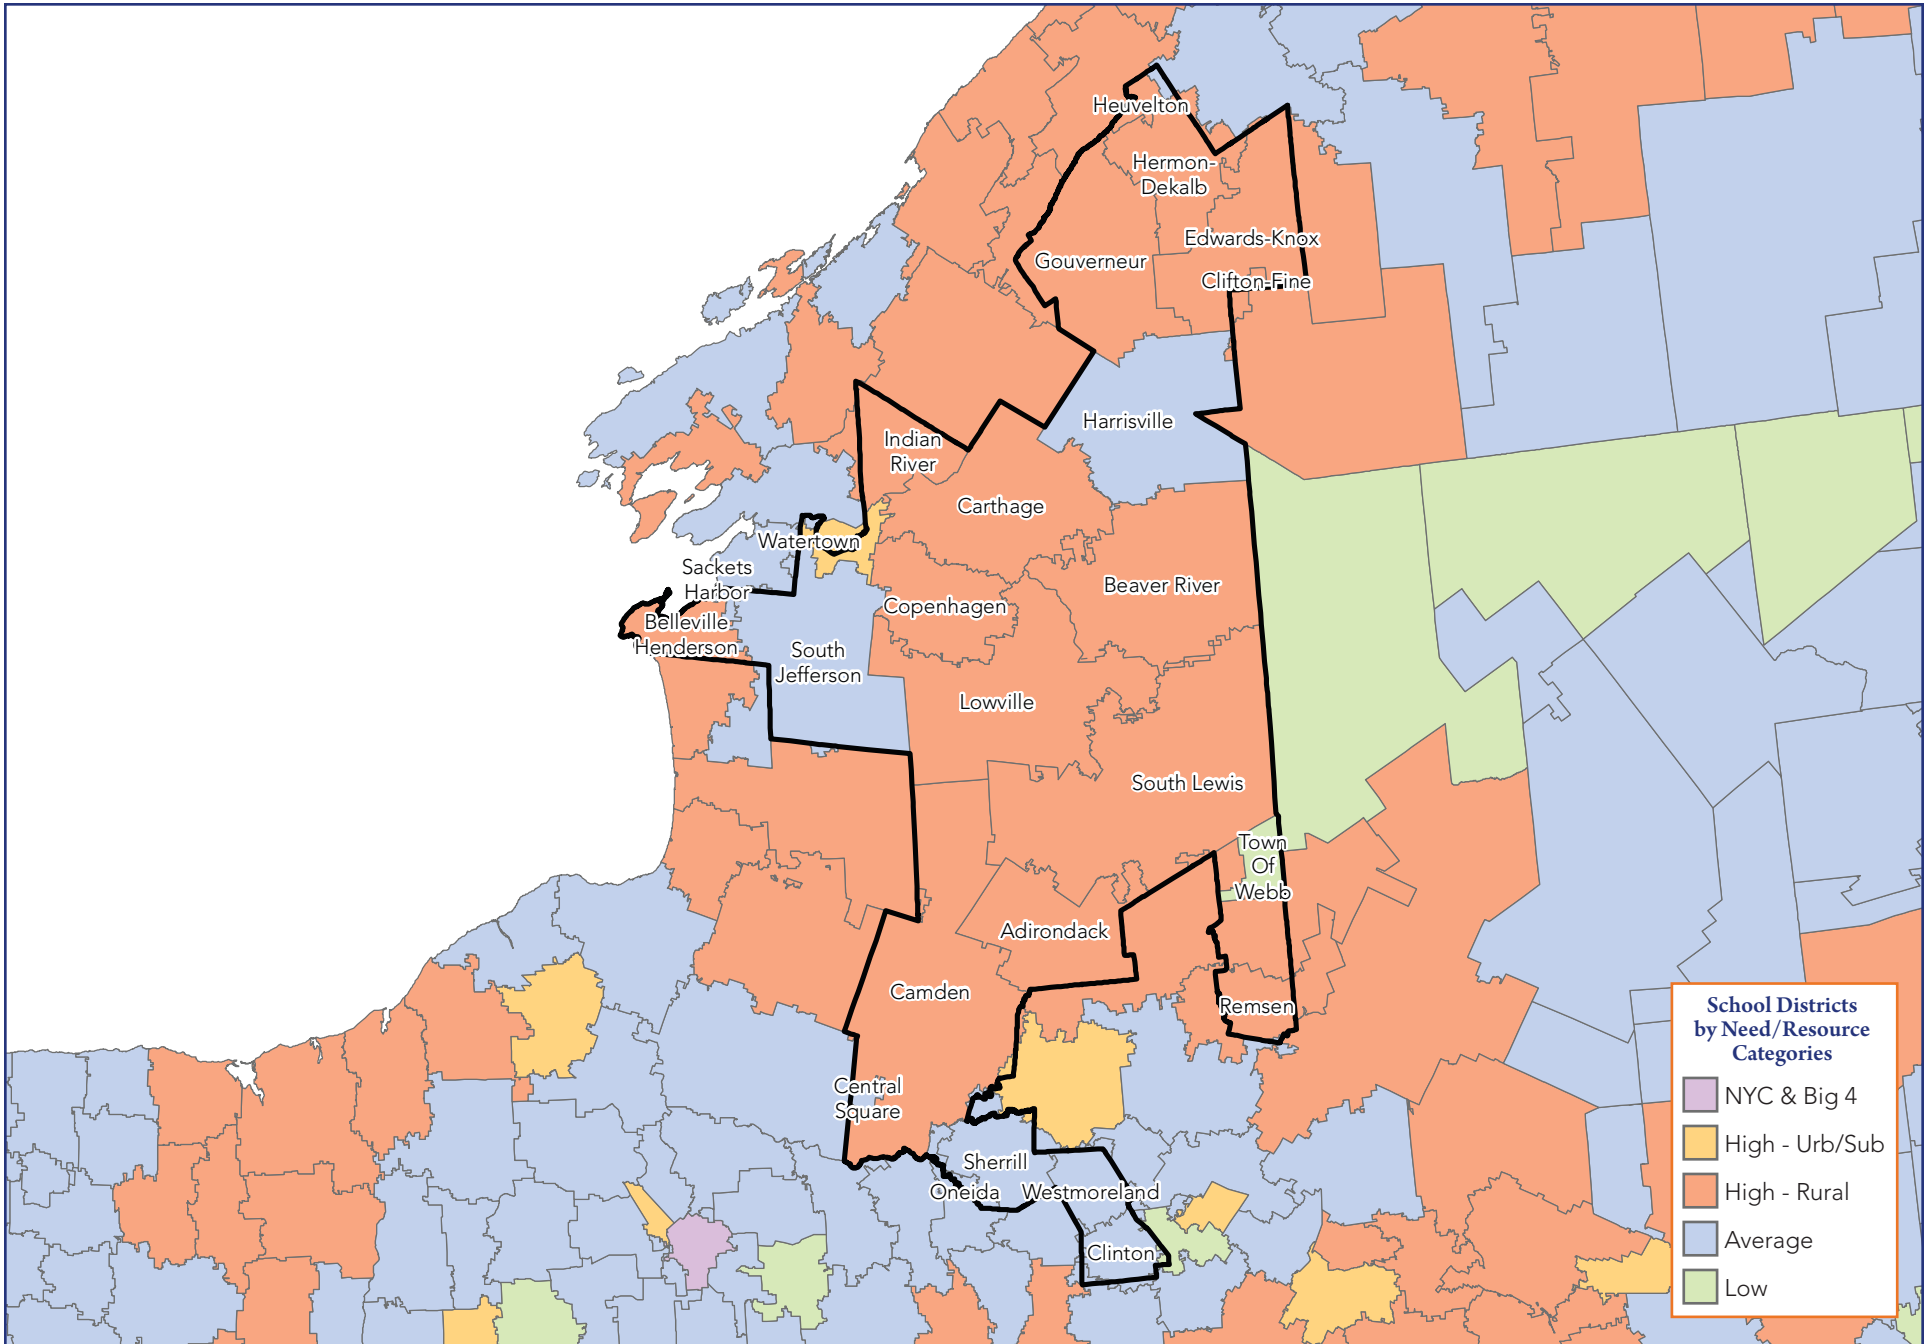 Heuvelton
Hermon-
Dekalb
Edwards-Knox
Gouverneur
Clifton-Fine
Harrisville
Indian
River
Carthage
Watertown
Sackets
Harbor
Beaver River
Copenhagen
Belleville
Henderson
South
Jefferson
Lowville
South Lewis
Town
Of
Webb
Adirondack
Camden
Remsen
Central
Square
Sherrill
Oneida
Westmoreland
Clinton
School Districts
by Need/Resource
Categories
NYC & Big 4
High - Urb/Sub
High - Rural
Average
Low